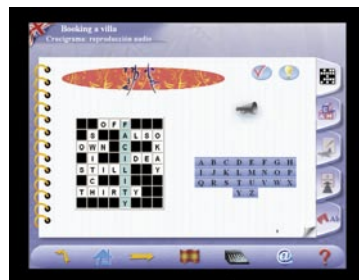 Booking a villa
Crucigrama: reproducción audio
O F F
S A L S O
O W N C K
I I D E A
S T I L L Y
C I
T H I R T Y
Y
A B C D E F G H
I J K L M N O P
Q R S T U V W X
Y Z
@ ?